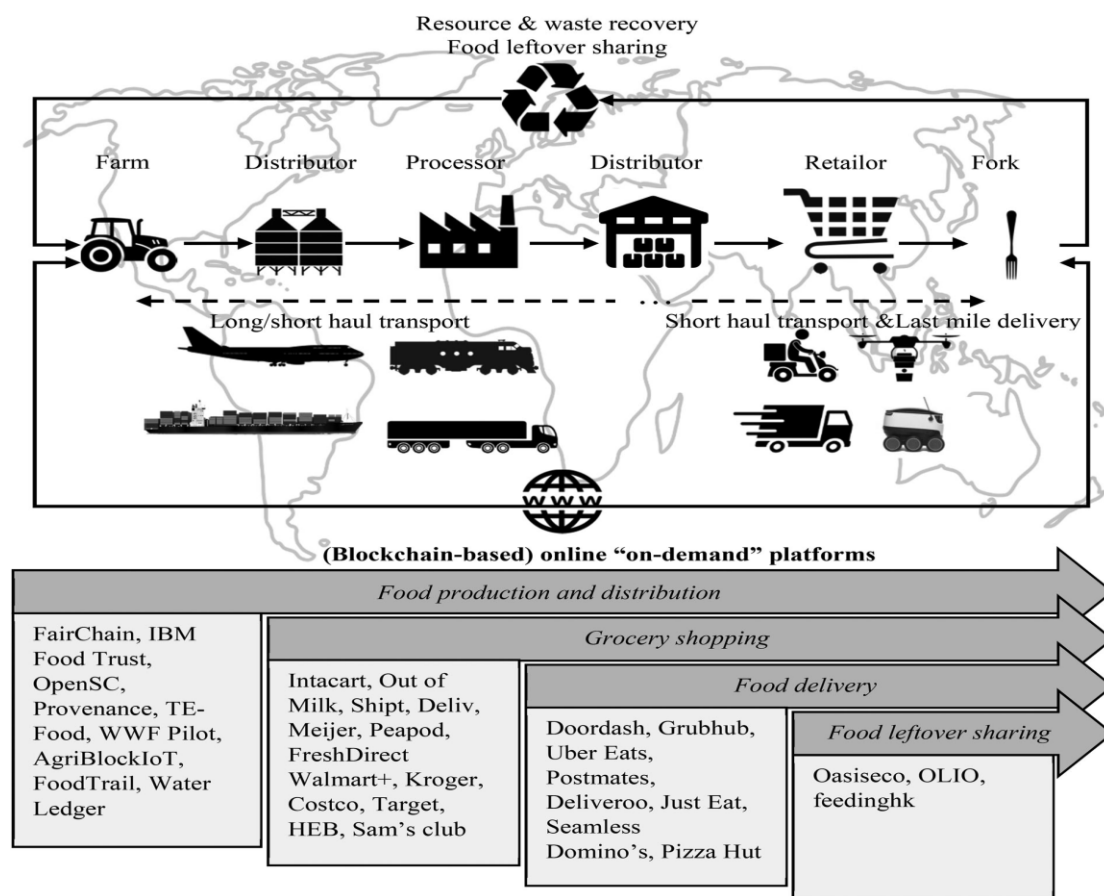 Resource & waste recovery
Food leftover sharing
Farm
Distributor
Processor
Distributor
Retailor
Fork
...
Long/short haul transport
Short haul transport &Last mile delivery
WWW
(Blockchain-based) online “on-demand” platforms
Food production and distribution
FairChain, IBM
Food Trust,
OpenSC,
Provenance, TE-
Food, WWF Pilot,
AgriBlockIoT,
FoodTrail, Water
Ledger
Grocery shopping
Intacart, Out of
Milk, Shipt, Deliv,
Meijer, Peapod,
FreshDirect
Walmart+, Kroger,
Costco, Target,
HEB, Sam’s club
Food delivery
Doordash, Grubhub,
Uber Eats,
Postmates,
Deliveroo, Just Eat,
Seamless
Domino’s, Pizza Hut
Food leftover sharing
Oasiseco, OLIO,
feedinghk